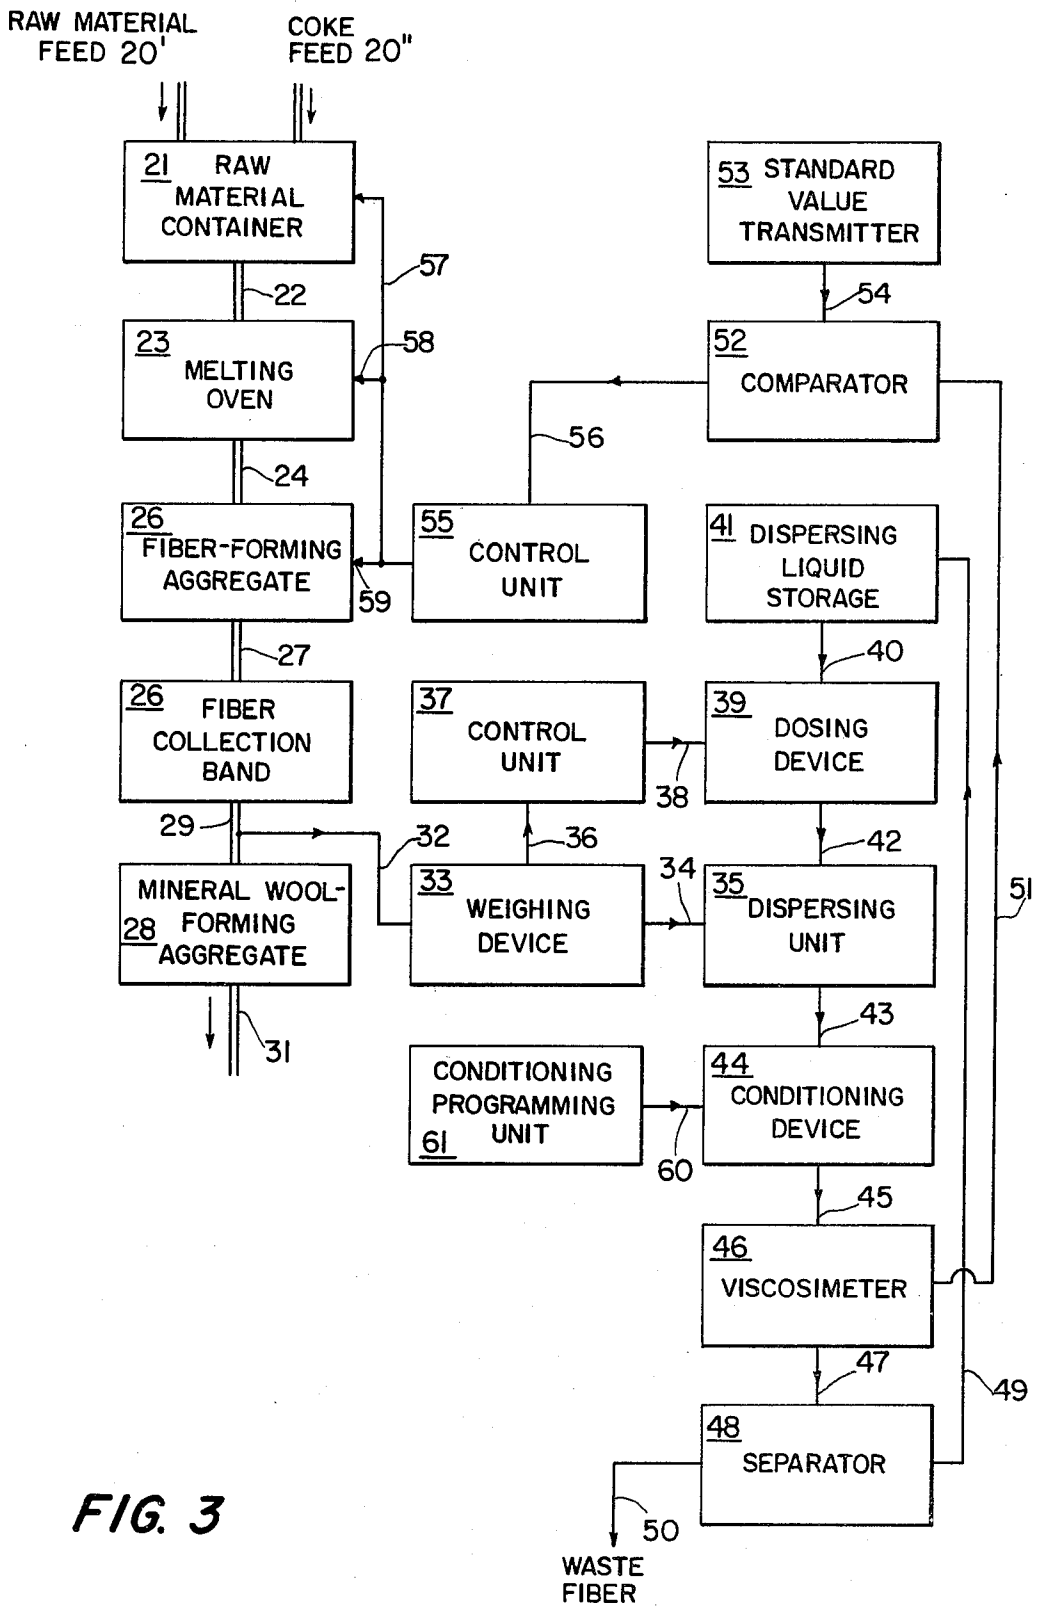 RAW MATERIAL
FEED 20'
COKE
FEED 20"
21 RAW
MATERIAL
CONTAINER
57
22
23
MELTING
OVEN
58
24
26
FIBER-FORMING
AGGREGATE
59
27
26
FIBER
COLLECTION
BAND
29
32
MINERAL WOOL-
FORMING
28 AGGREGATE
31
53 STANDARD
VALUE
TRANSMITTER
54
52
COMPARATOR
56
55
CONTROL
UNIT
41 DISPERSING
LIQUID
STORAGE
40
37
CONTROL
UNIT
38
39
DOSING
DEVICE
36
42
33
WEIGHING
DEVICE
34
35
DISPERSING
UNIT
51
43
CONDITIONING
PROGRAMMING
UNIT
61
60
44
CONDITIONING
DEVICE
45
46
VISCOSIMETER
47
49
48
SEPARATOR
50
WASTE
FIBER
FIG. 3